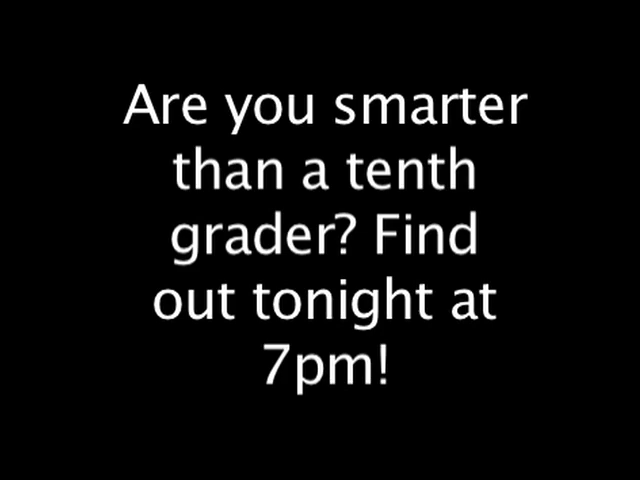 Are you smarter
than a tenth
grader? Find
out tonight at
7pm!